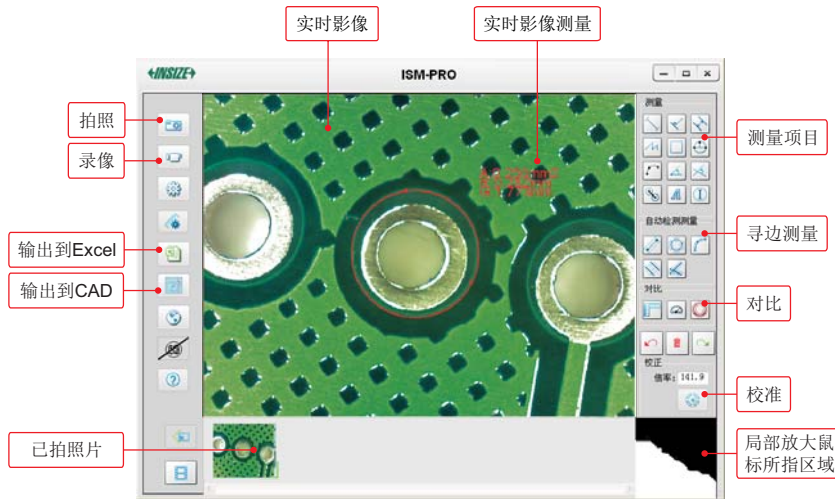 实时影像
实时影像测量
INSIZE
ISM-PRO
拍照
录像
输出到Excel
输出到CAD
已拍照片
测量
自动检测测量
对比
校正
倍率: 141.9
测量项目
寻边测量
对比
校准
局部放大鼠
标所指区域